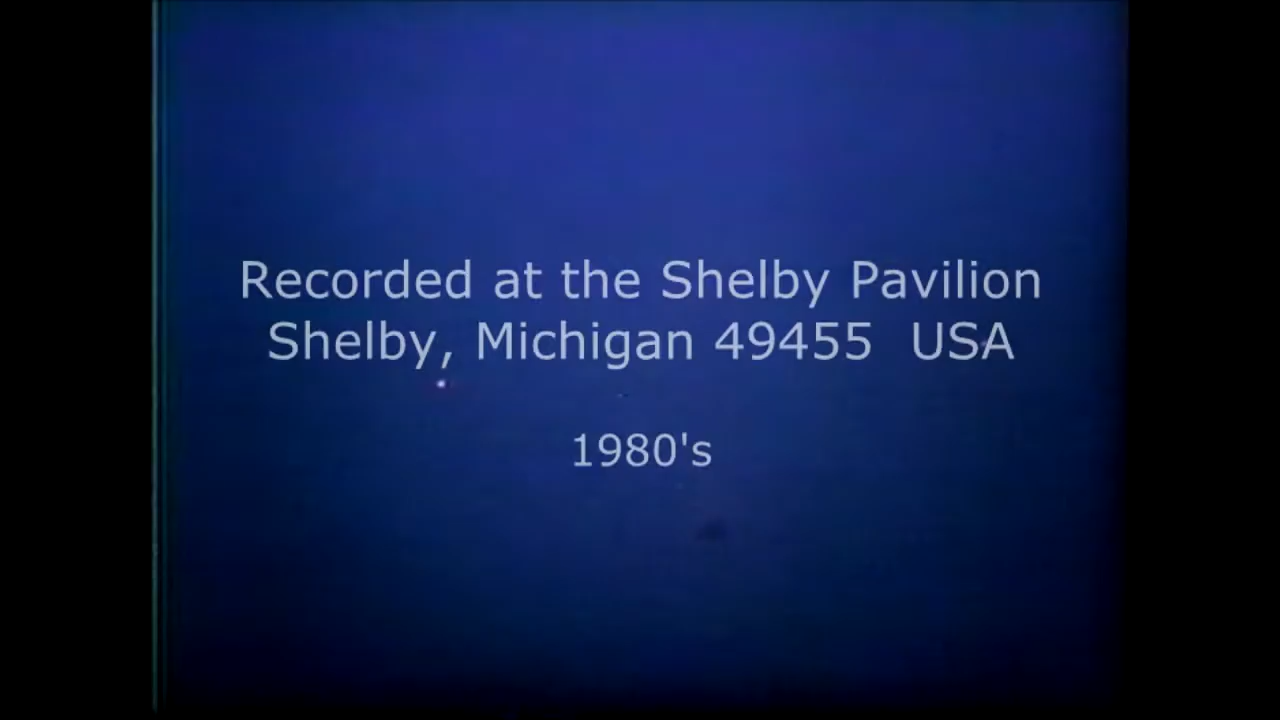 Recorded at the Shelby Pavilion
Shelby, Michigan 49455  USA
1980's